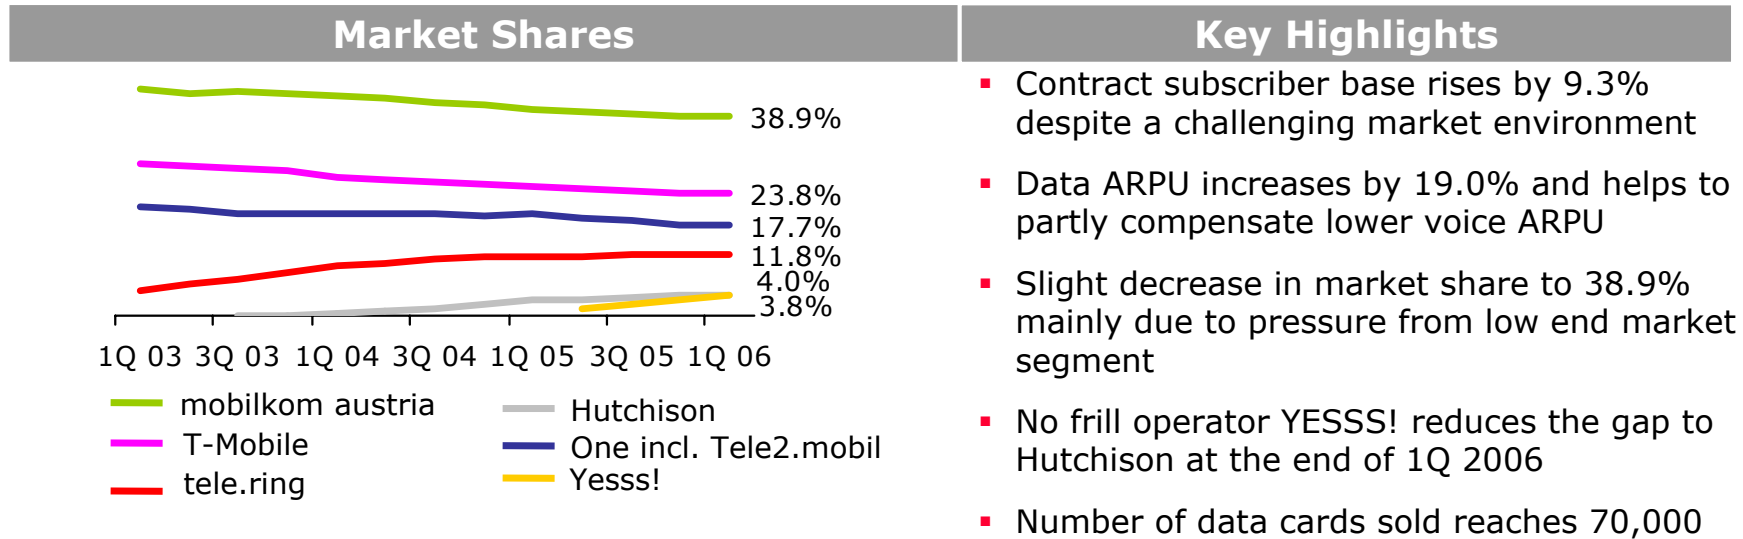 Market Shares
38.9%
23.8%
17.7%
11.8%
4.0%
3.8%
1Q 03 3Q 03 1Q 04 3Q 04 1Q 05 3Q 05 1Q 06
mobilkom austria
T-Mobile
tele.ring
Hutchison
One incl. Tele2.mobil
Yesss!
Key Highlights
▪ Contract subscriber base rises by 9.3%
despite a challenging market environment
▪ Data ARPU increases by 19.0% and helps to
partly compensate lower voice ARPU
▪ Slight decrease in market share to 38.9%
mainly due to pressure from low end market
segment
▪ No frill operator YESSS! reduces the gap to
Hutchison at the end of 1Q 2006
▪ Number of data cards sold reaches 70,000